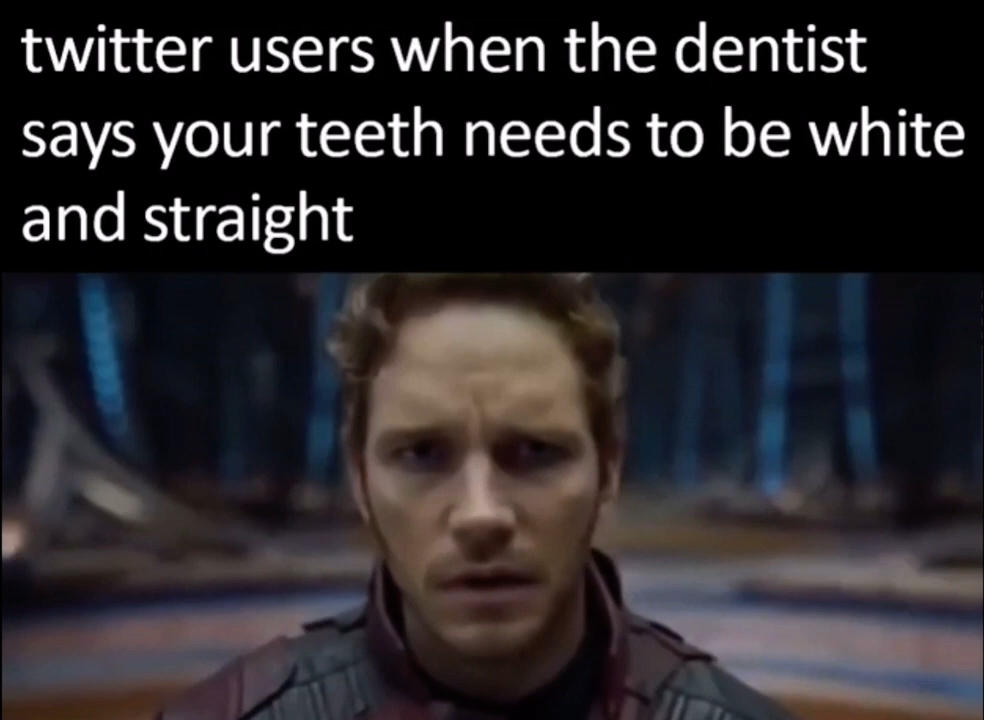 twitter users when the dentist
says your teeth needs to be white
and straight